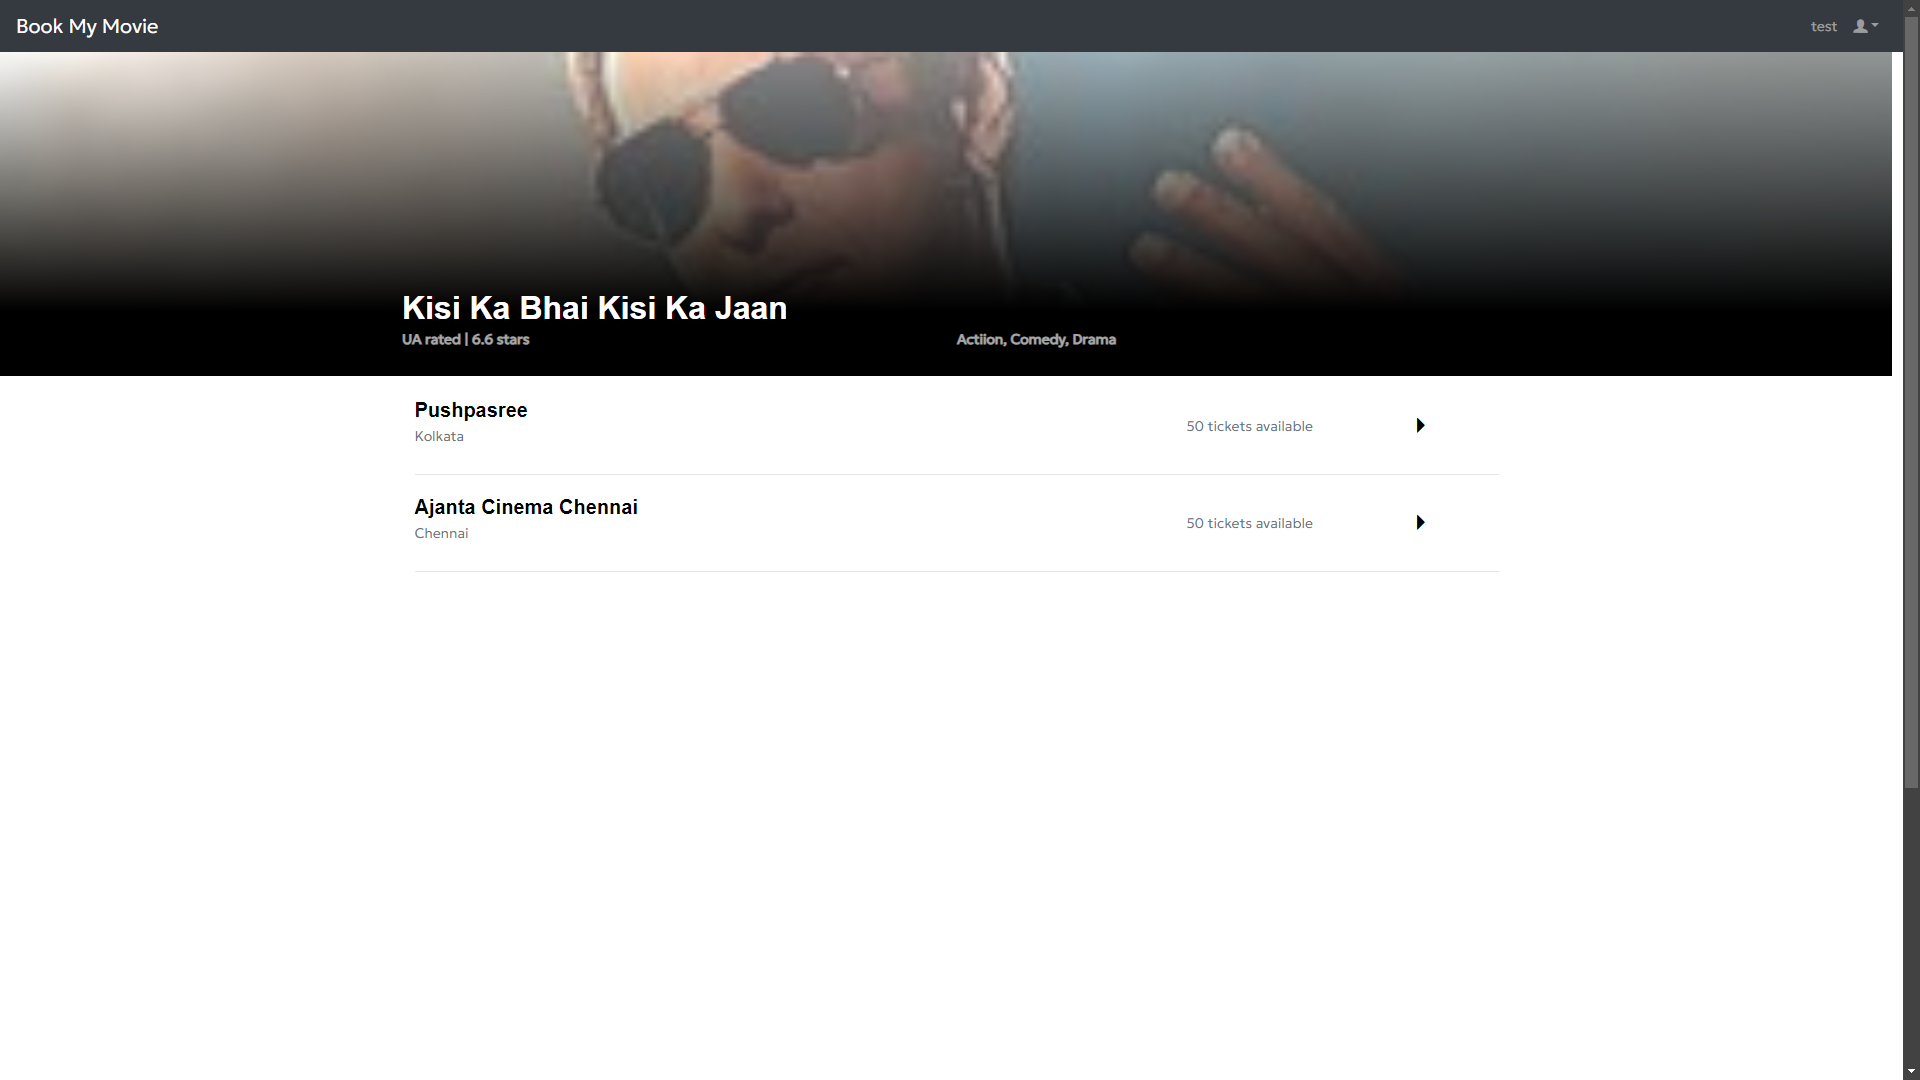 Book My Movie
test
Kisi Ka Bhai Kisi Ka Jaan
UA rated | 6.6 stars
Actiion, Comedy, Drama
Pushpasree
Kolkata
50 tickets available
Ajanta Cinema Chennai
Chennai
50 tickets available